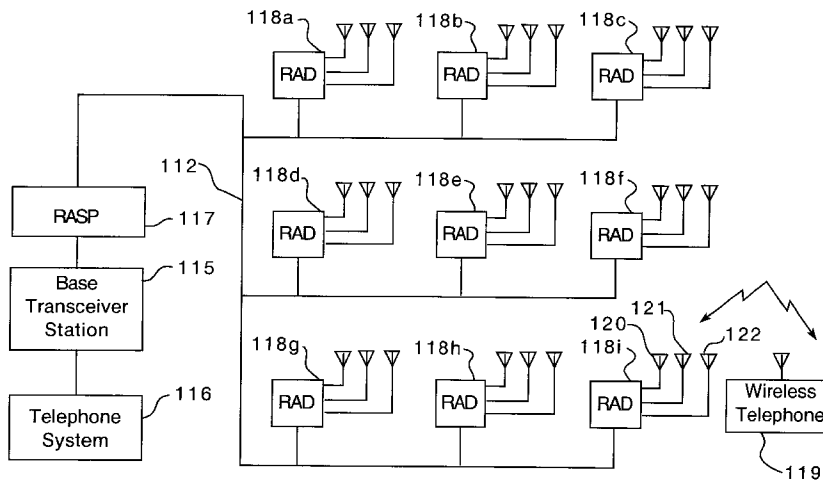 118a
118b
118c
RAD
RAD
RAD
112
118d
118e
118f
RASP
117
RAD
RAD
RAD
115
Base
Transceiver
Station
121
120
122
118g
118h
118i
116
RAD
RAD
RAD
Telephone
System
Wireless
Telephone
119